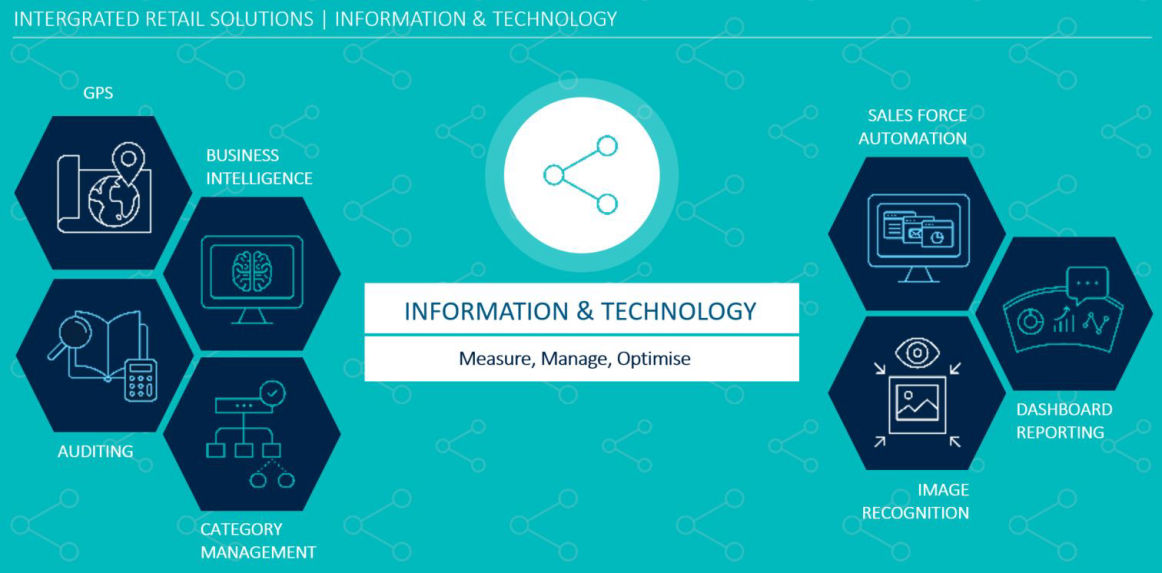 INTERGRATED RETAIL SOLUTIONS | INFORMATION & TECHNOLOGY
GPS
BUSINESS
INTELLIGENCE
AUDITING
CATEGORY
MANAGEMENT
INFORMATION & TECHNOLOGY
Measure, Manage, Optimise
SALES FORCE
AUTOMATION
DASHBOARD
REPORTING
IMAGE
RECOGNITION